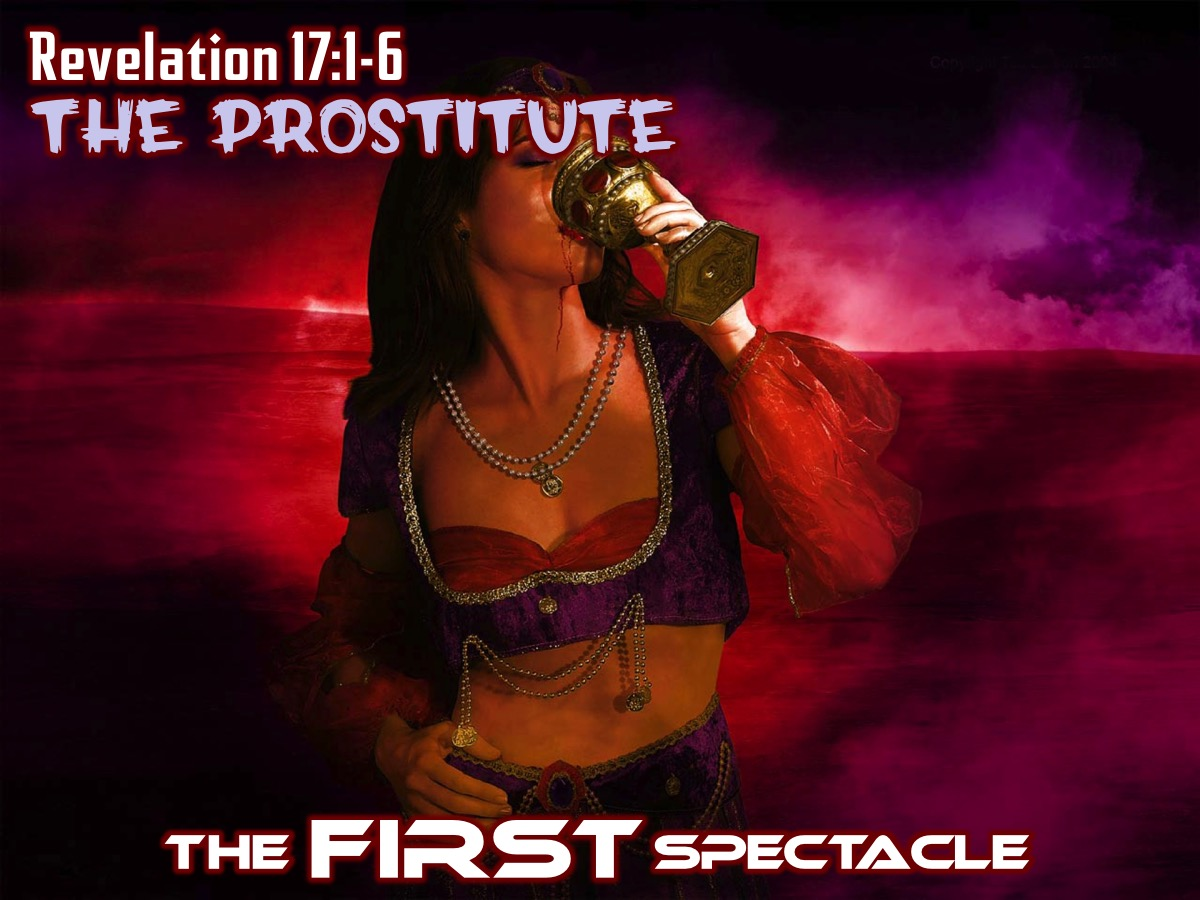 Revelation 17:1-6
THE PROSTITUTE
THE FIRST SPECTACLE